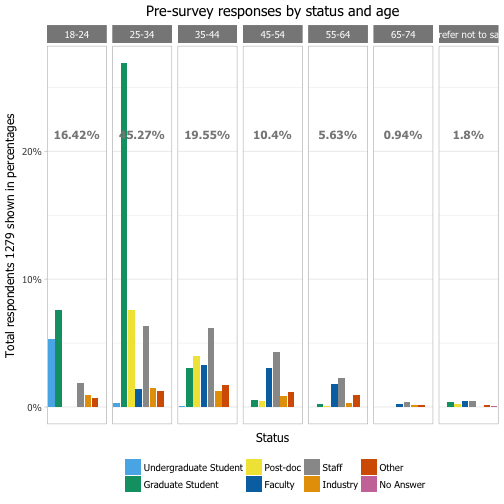 Pre-survey responses by status and age
18-24 25-34 35-44 45-54 55-64 65-74 refer not to sa
16.42% 45.27% 19.55% 10.4% 5.63% 0.94% 1.8%
Total respondents 1279 shown in percentages
20%
10%
0%
Status
Undergraduate Student Post-doc Staff Other
Graduate Student Faculty Industry No Answer